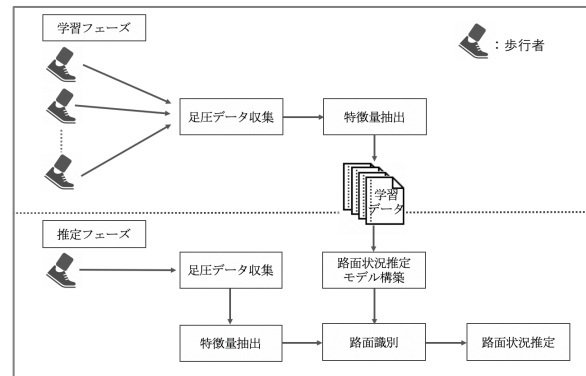 学習フェーズ
：歩行者
足圧データ収集
特徴量抽出
学習
データ
推定フェーズ
足圧データ収集
路面状況推定
モデル構築
特徴量抽出
路面識別
路面状況推定